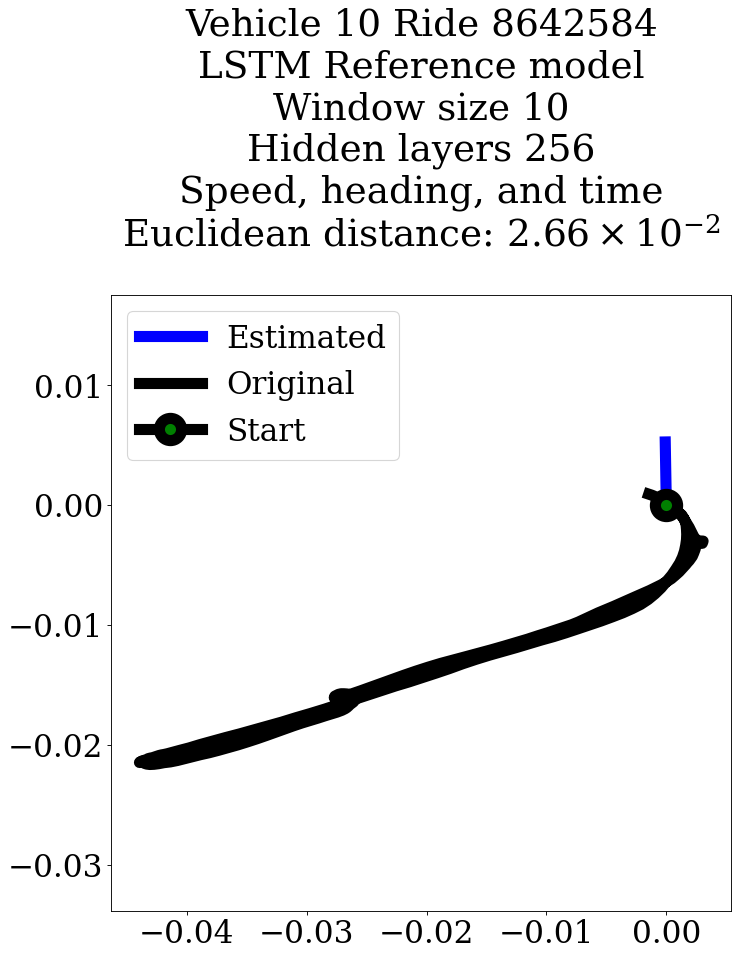 Vehicle 10 Ride 8642584
LSTM Reference model
Window size 10
Hidden layers 256
Speed, heading, and time
Euclidean distance: 2.66 × 10⁻²
Estimated
Original
Start
0.01
0.00
−0.01
−0.02
−0.03
−0.04 −0.03 −0.02 −0.01 0.00